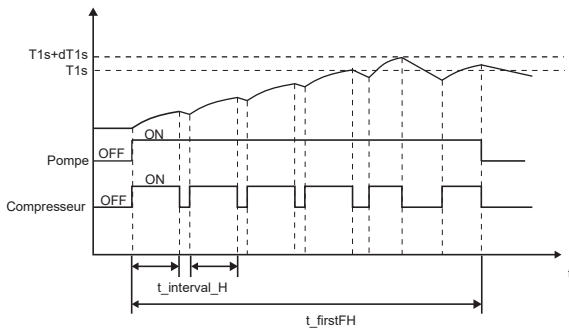 T1s+dT1s
T1s
ON
Pompe
OFF
ON
Compresseur
OFF
t
t_interval_H
t_firstFH